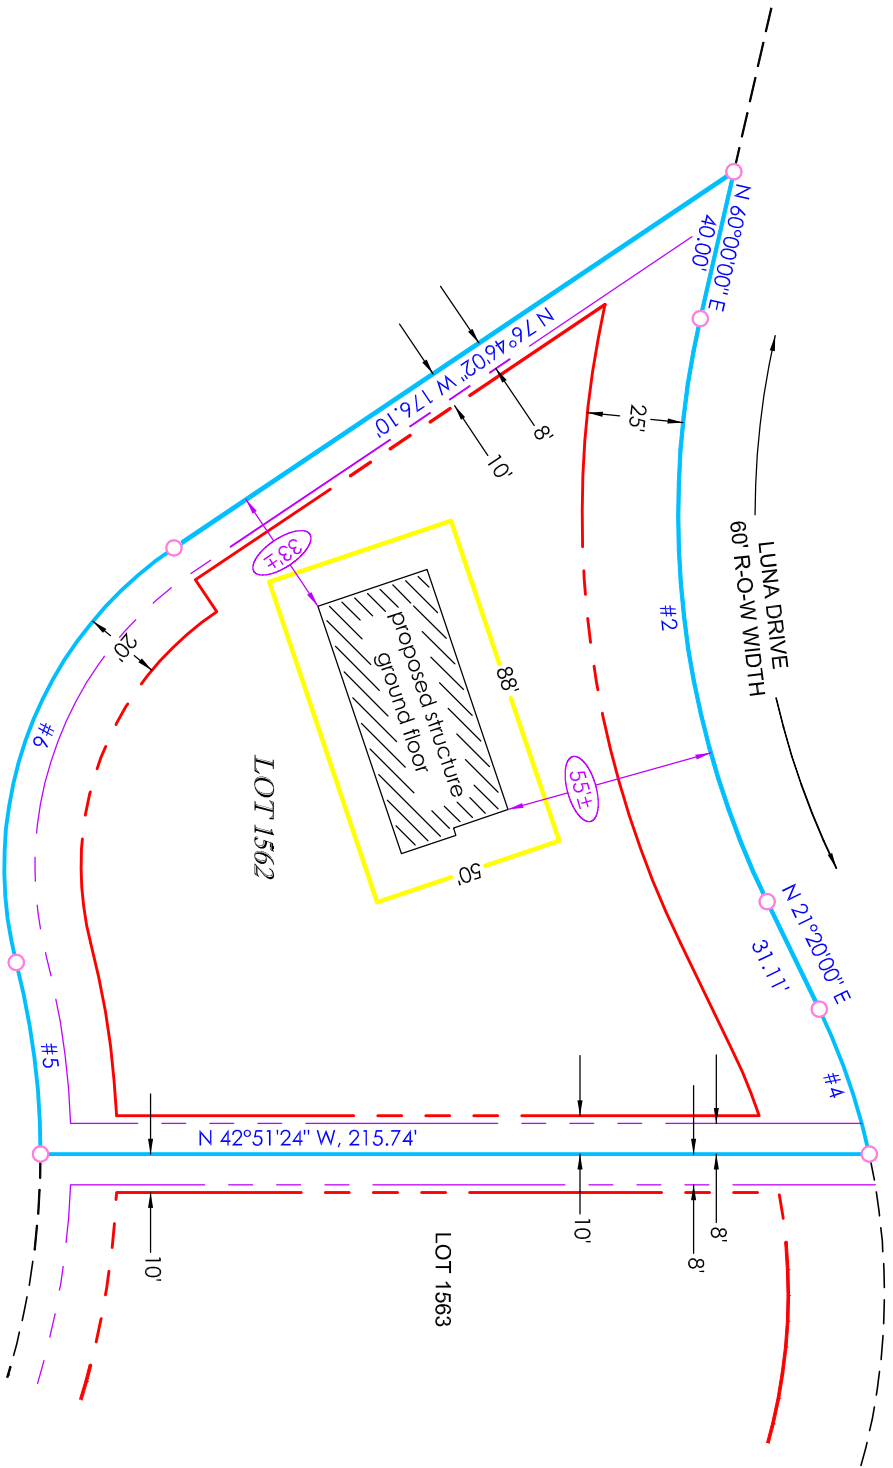 N 60°00'00" E
40.00'
N 76°46'02" W 176.10'
8'
10'
25'
LUNA DRIVE
60' R-O-W WIDTH
#2
33'±
20'
proposed structure
ground floor
88'
55'±
50'
#6
LOT 1562
N 21°20'00" E
31.11'
#4
#5
N 42°51'24" W, 215.74'
10'
8'
8'
10'
LOT 1563